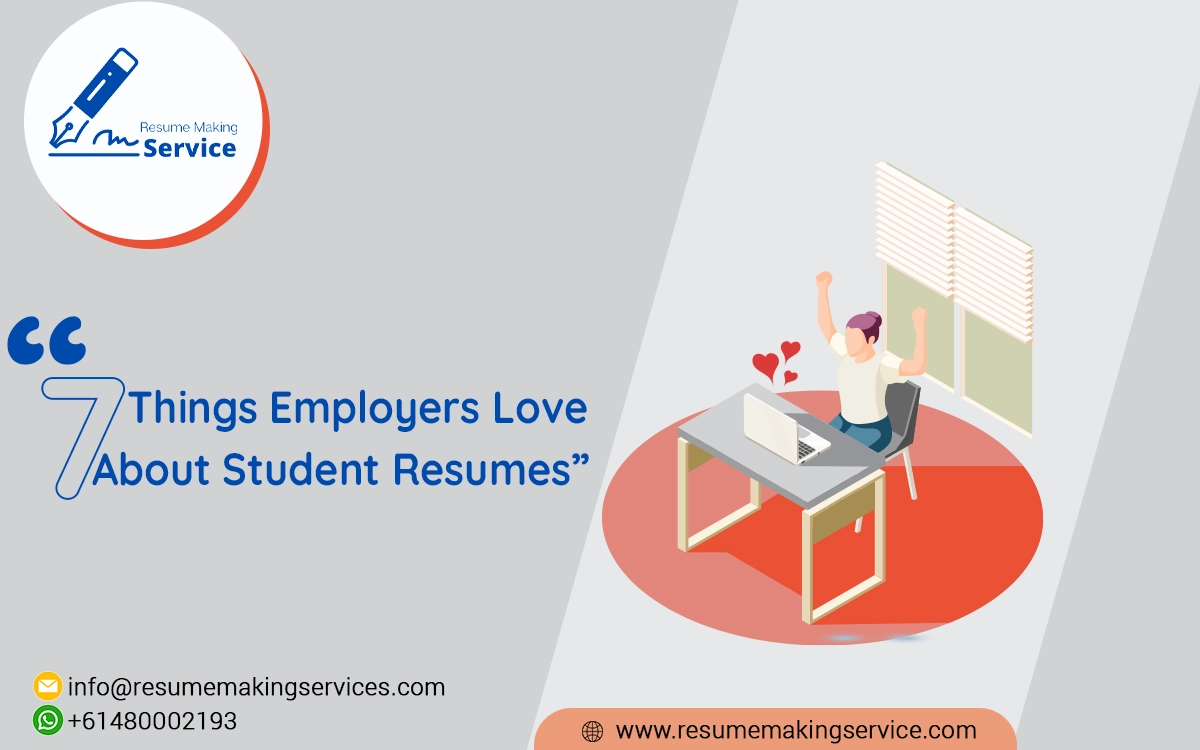 Resume Making
Service
“
7 Things Employers Love
About Student Resumes”
info@resumemakingservices.com
+61480002193
www.resumemakingservice.com